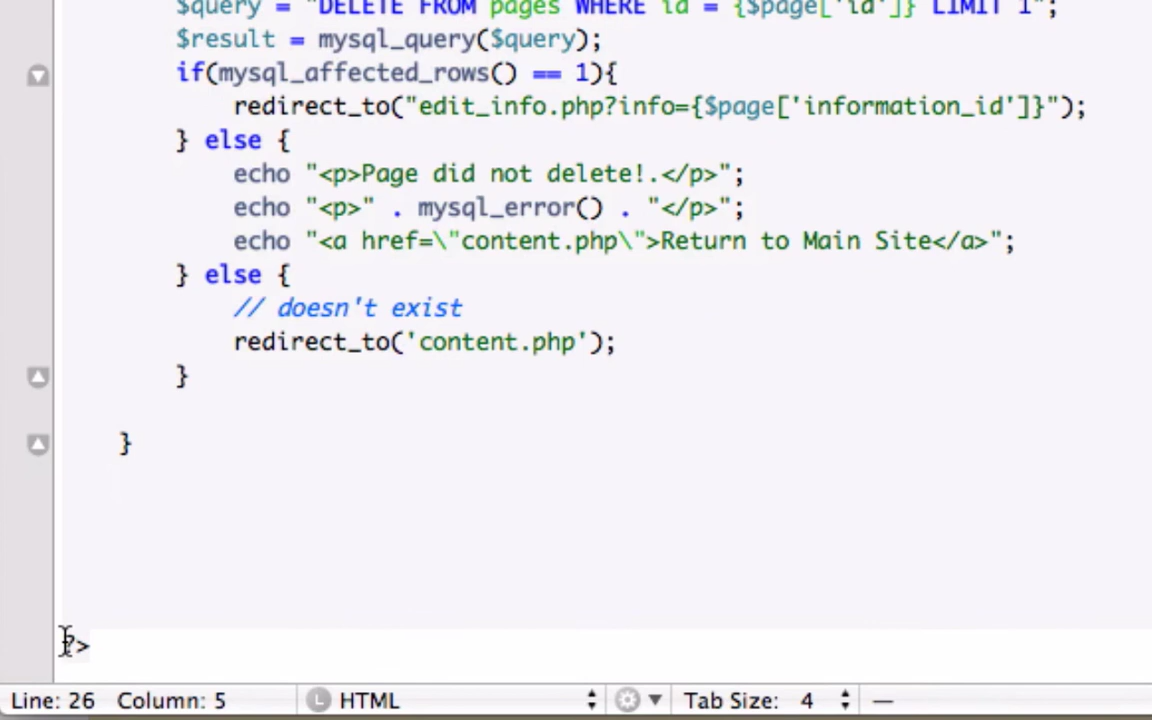 $query = "DELETE FROM pages WHERE id = {$page['id']} LIMIT 1";
$result = mysql_query($query);
if(mysql_affected_rows() == 1){
redirect_to("edit_info.php?info={$page['information_id']}");
} else {
echo "<p>Page did not delete!.</p>";
echo "<p>" . mysql_error() . "</p>";
echo "<a href=\"content.php\">Return to Main Site</a>";
} else {
// doesn't exist
redirect_to('content.php');
}
}
?>
Line: 26 Column: 5 L HTML Tab Size: 4 —